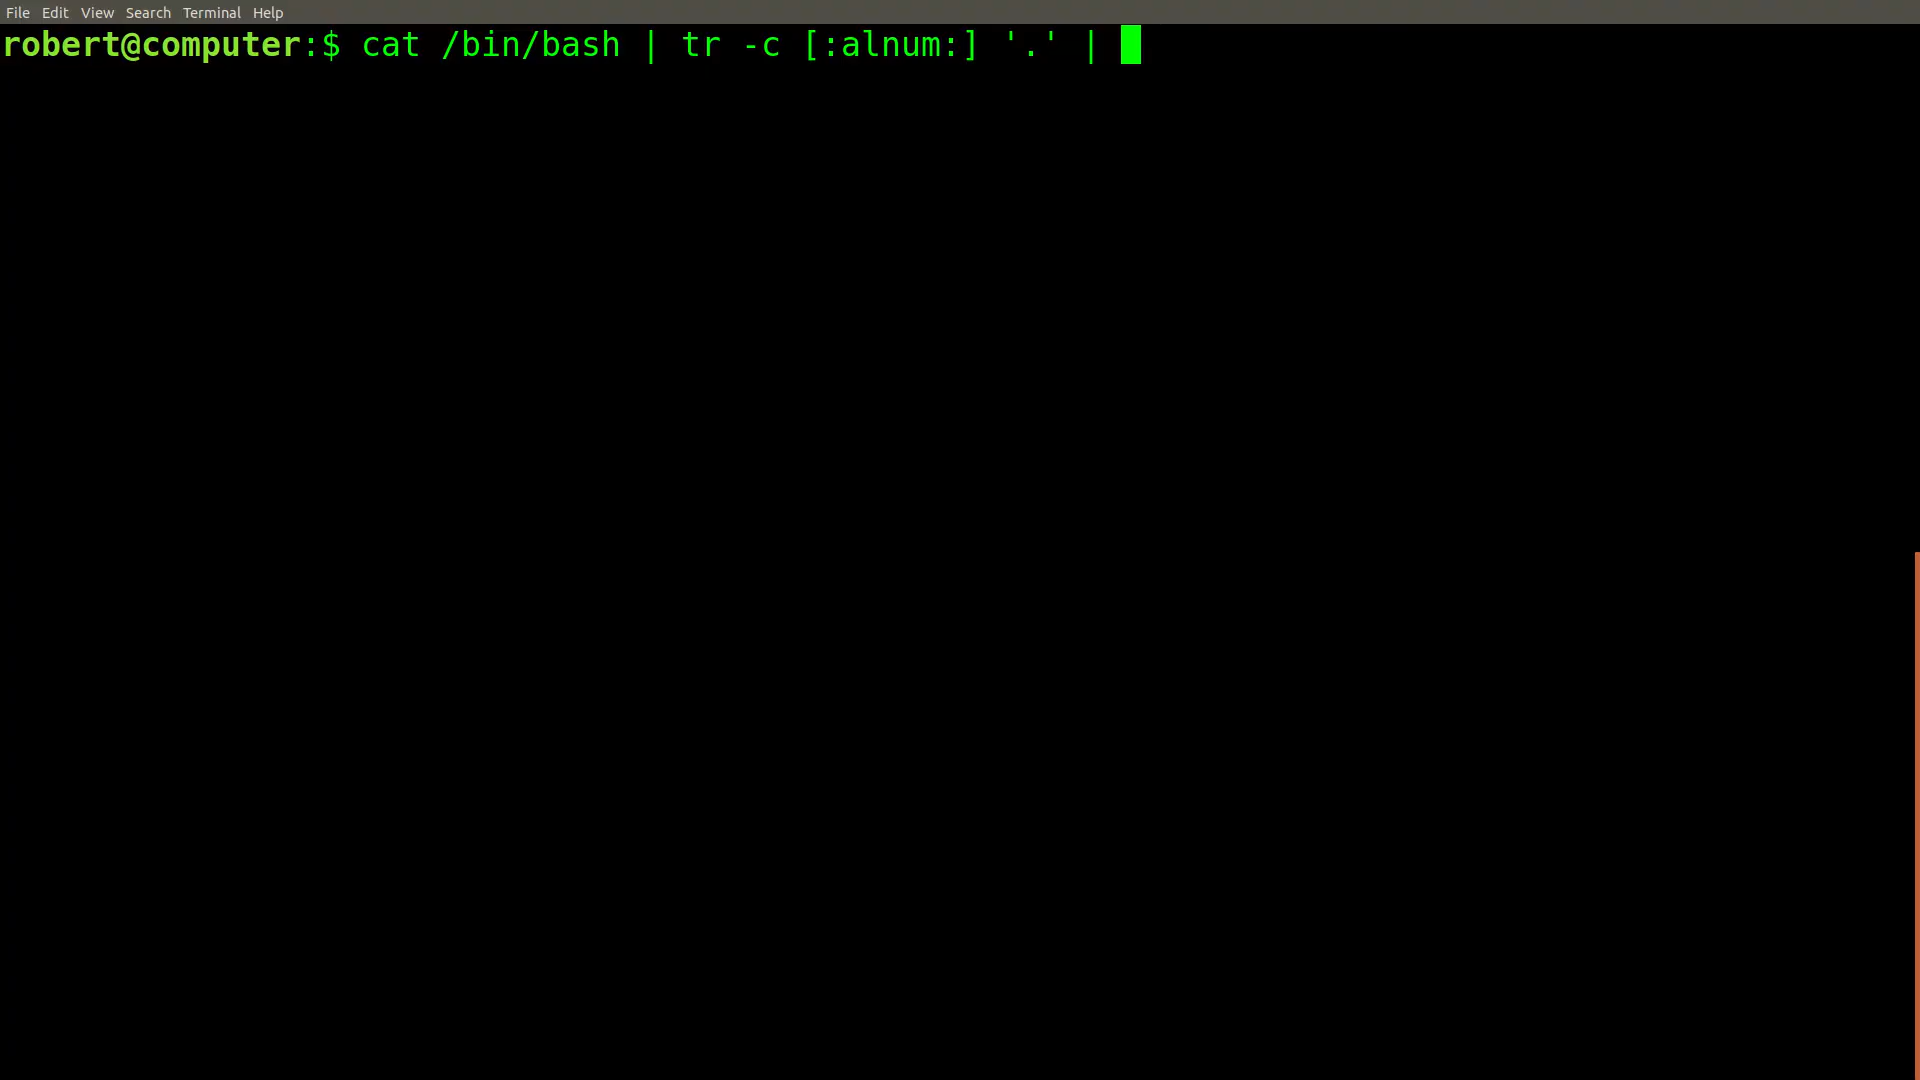 File Edit View Search Terminal Help
robert@computer:$ cat /bin/bash | tr -c [:alnum:] '.' |